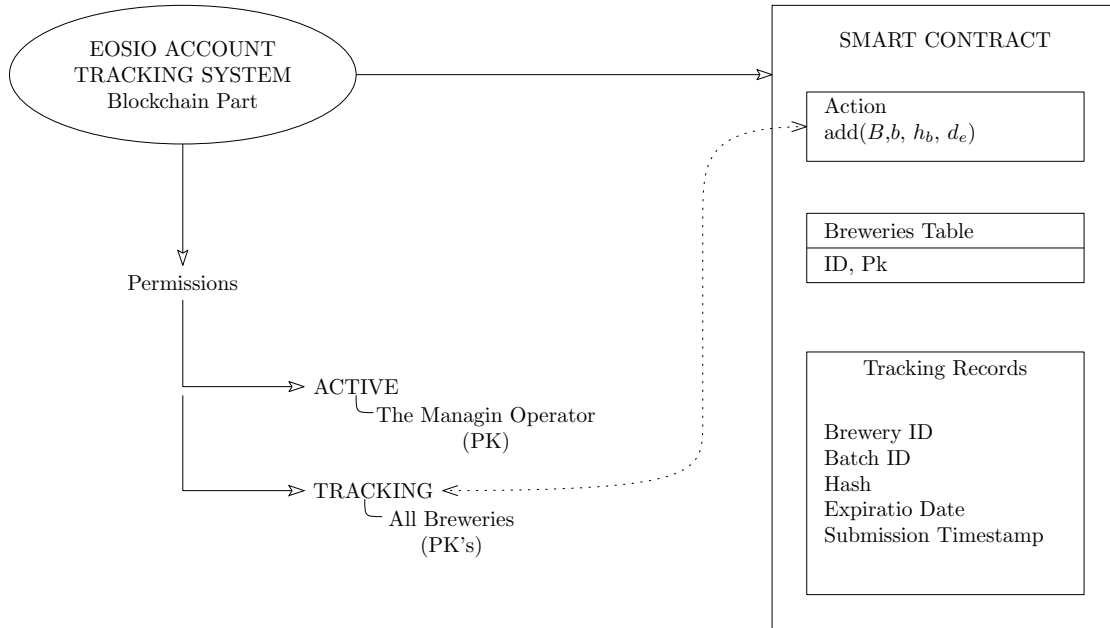 EOSIO ACCOUNT
TRACKING SYSTEM
Blockchain Part
Permissions
ACTIVE
The Managin Operator
(PK)
TRACKING
All Breweries
(PK's)
SMART CONTRACT
Action
add(B,b, h_b, d_e)
Breweries Table
ID, Pk
Tracking Records
Brewery ID
Batch ID
Hash
Expiratio Date
Submission Timestamp